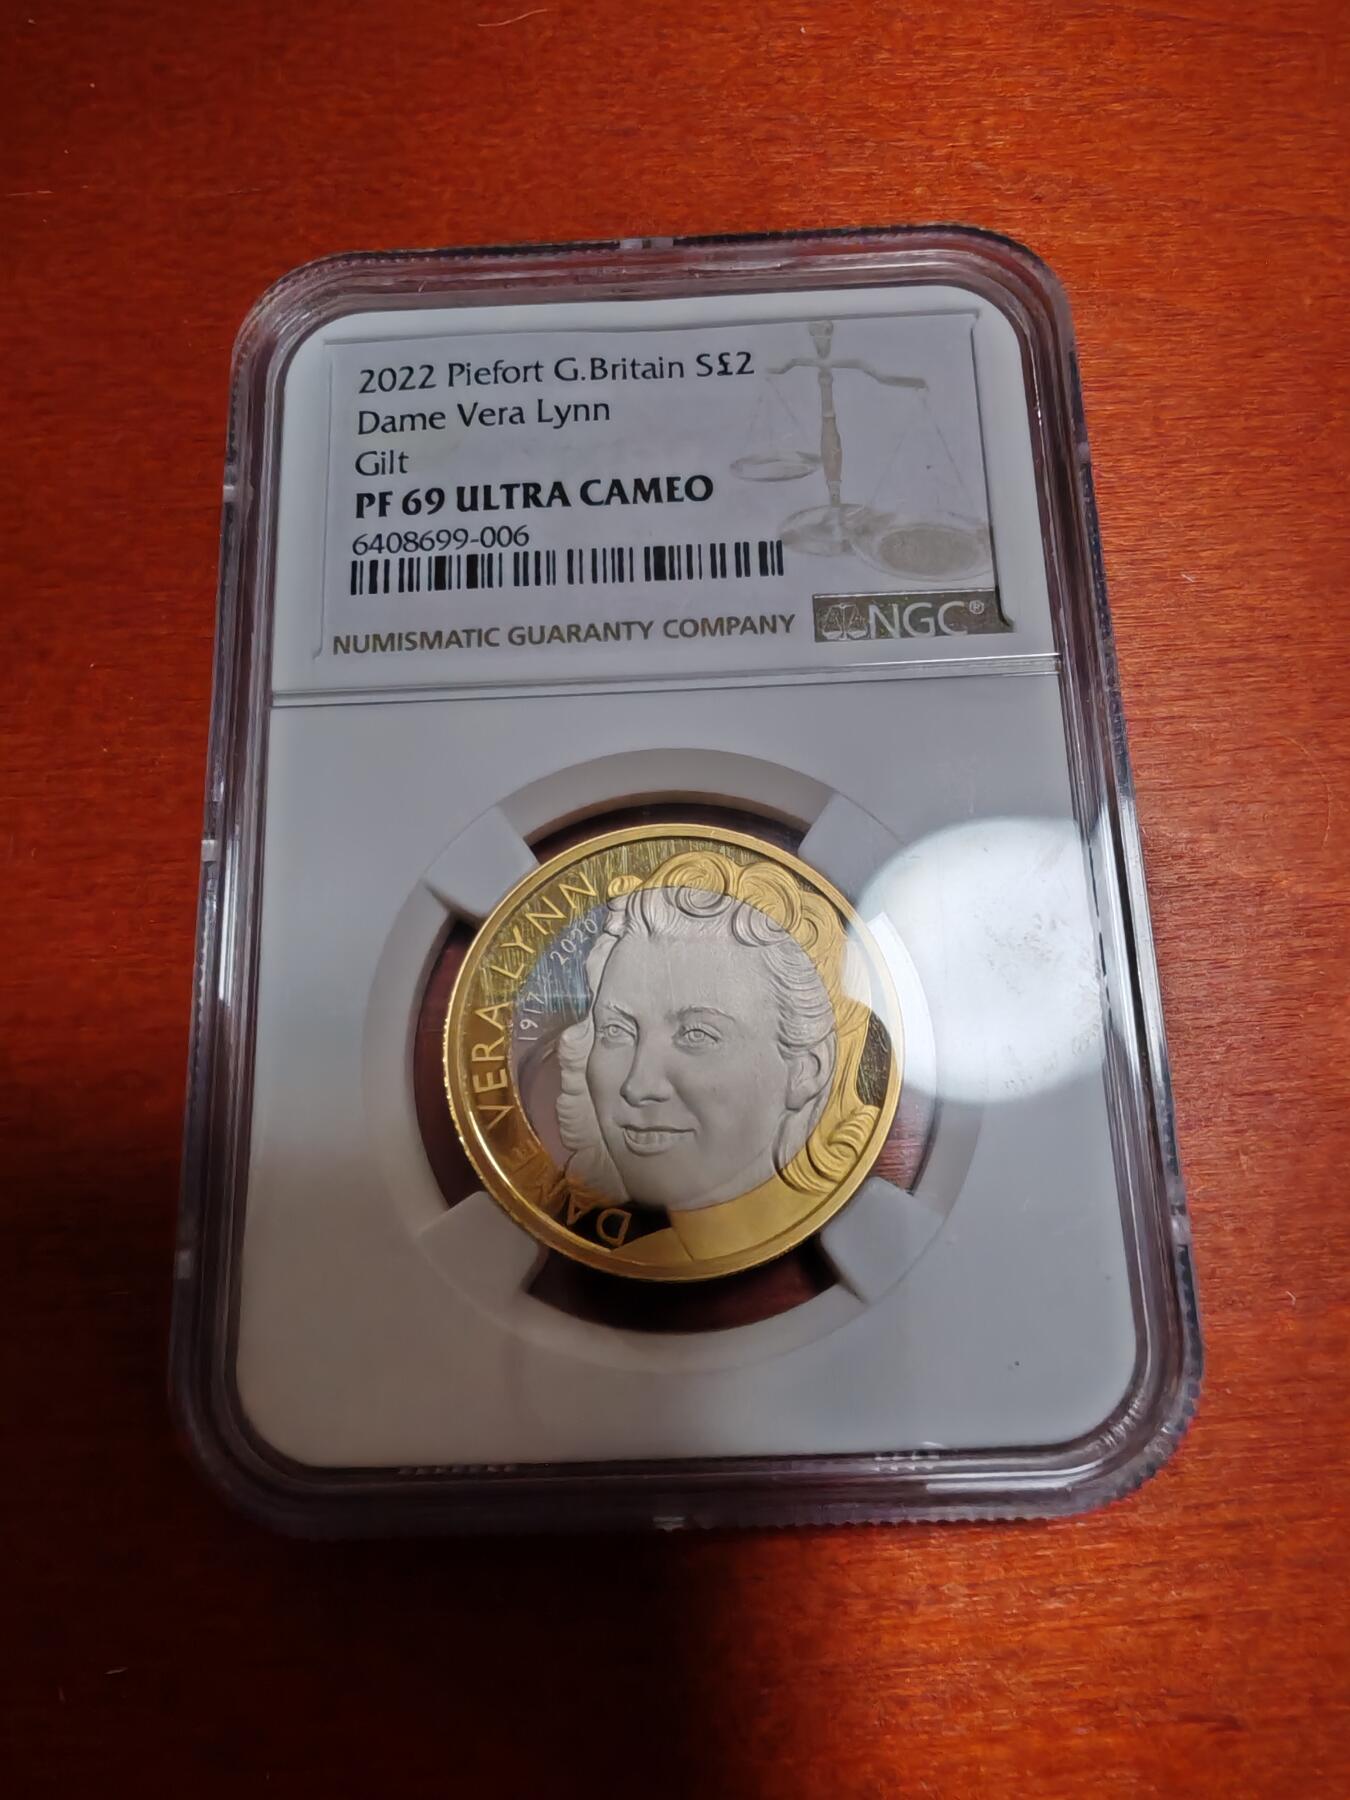 2022 Piefort G.Britain S£2
Dame Vera Lynn
Gilt
PF 69 ULTRA CAMEO
6408699-006
NUMISMATIC GUARANTY COMPANY
NGC®
DAME VERA LYNN
1917 - 2020